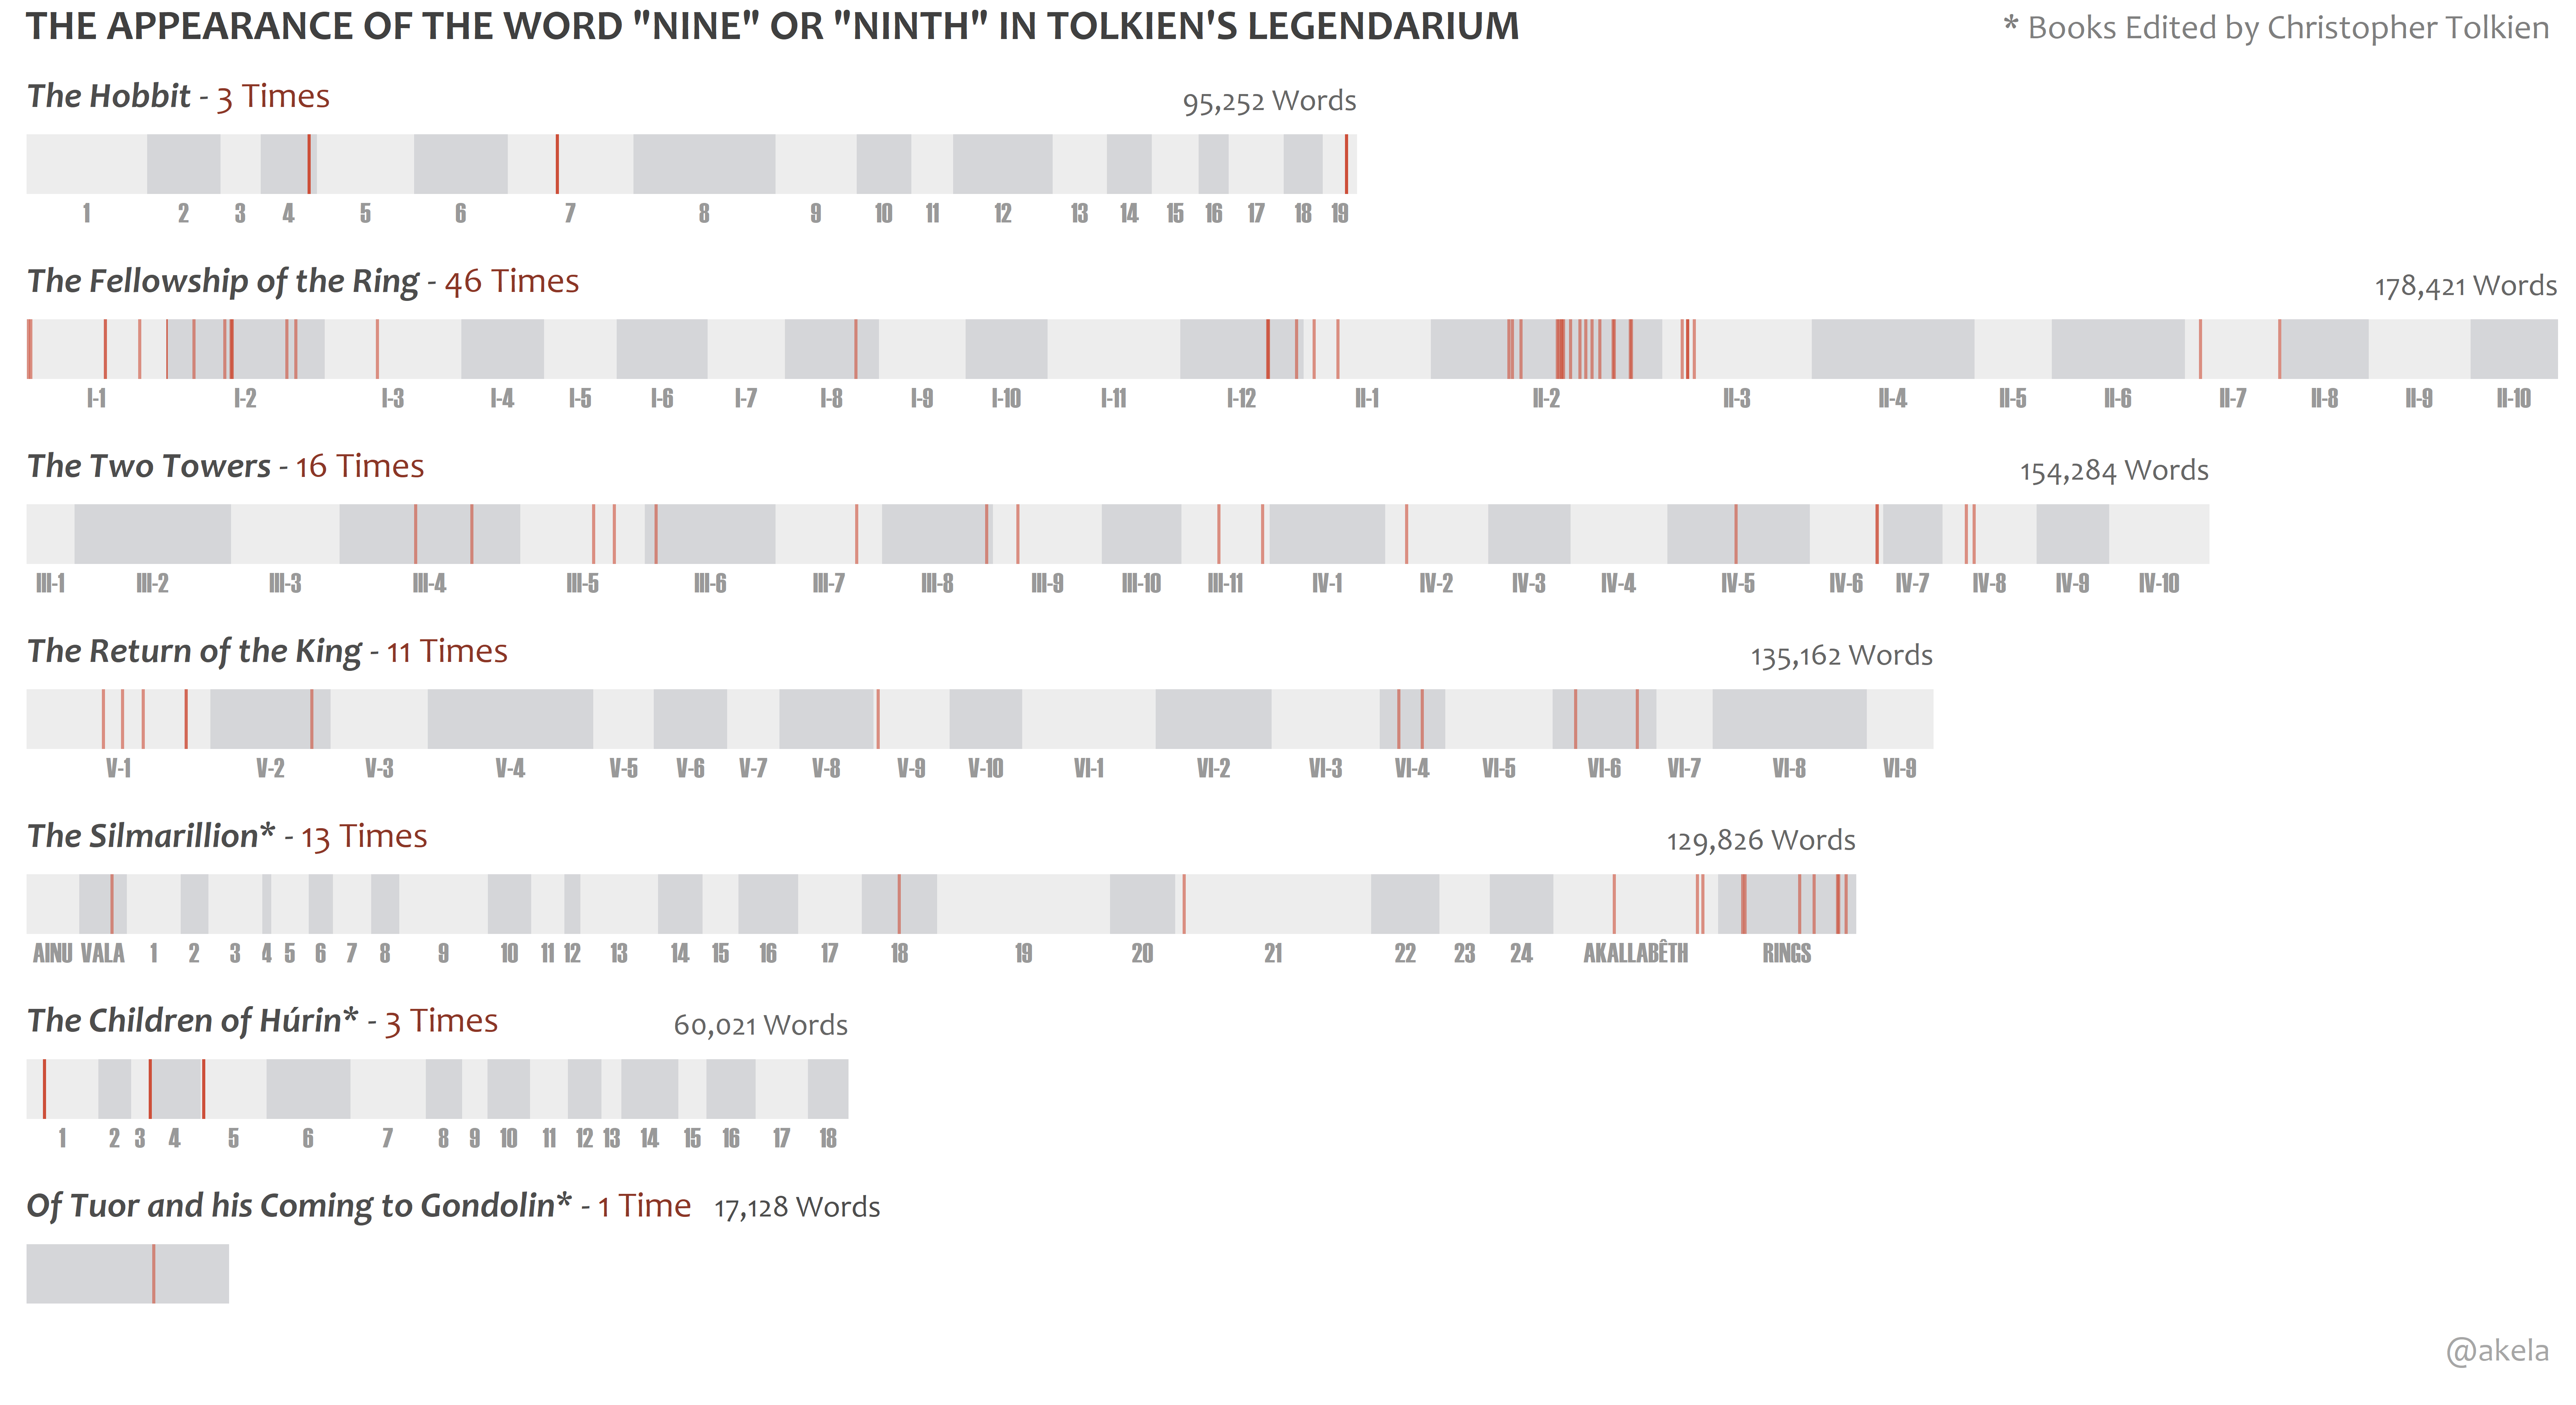 THE APPEARANCE OF THE WORD "NINE" OR "NINTH" IN TOLKIEN'S LEGENDARIUM
* Books Edited by Christopher Tolkien
The Hobbit - 3 Times
95,252 Words
1 2 3 4 5 6 7 8 9 10 11 12 13 14 15 16 17 18 19
The Fellowship of the Ring - 46 Times
178,421 Words
I-1 I-2 I-3 I-4 I-5 I-6 I-7 I-8 I-9 I-10 I-11 I-12 II-1 II-2 II-3 II-4 II-5 II-6 II-7 II-8 II-9 II-10
The Two Towers - 16 Times
154,284 Words
III-1 III-2 III-3 III-4 III-5 III-6 III-7 III-8 III-9 III-10 III-11 IV-1 IV-2 IV-3 IV-4 IV-5 IV-6 IV-7 IV-8 IV-9 IV-10
The Return of the King - 11 Times
135,162 Words
V-1 V-2 V-3 V-4 V-5 V-6 V-7 V-8 V-9 V-10 VI-1 VI-2 VI-3 VI-4 VI-5 VI-6 VI-7 VI-8 VI-9
The Silmarillion* - 13 Times
129,826 Words
AINU VALA 1 2 3 4 5 6 7 8 9 10 11 12 13 14 15 16 17 18 19 20 21 22 23 24 AKALLABÊTH RINGS
The Children of Húrin* - 3 Times
60,021 Words
1 2 3 4 5 6 7 8 9 10 11 12 13 14 15 16 17 18
Of Tuor and his Coming to Gondolin* - 1 Time
17,128 Words
@akela